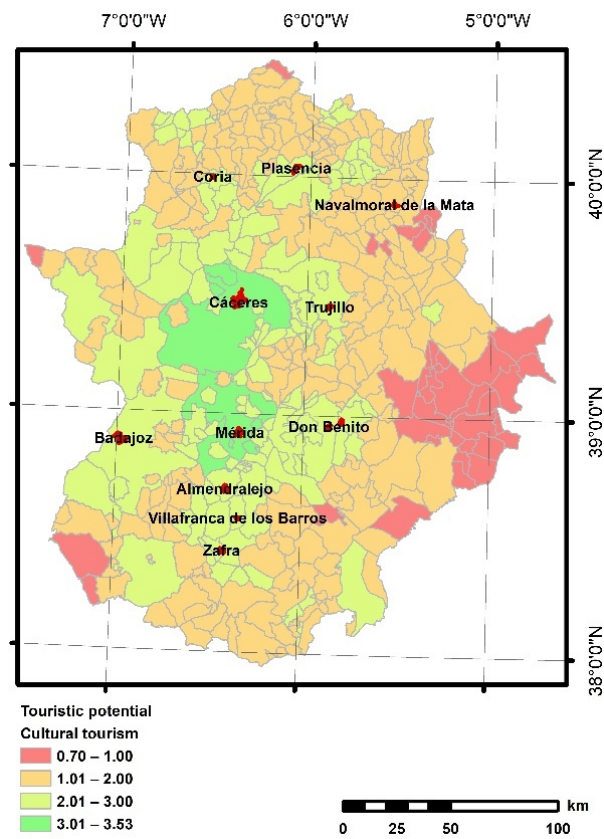 7°0'0"W 6°0'0"W 5°0'0"W
40°0'0"N
39°0'0"N
38°0'0"N
Coria
Plasencia
Navalmoral de la Mata
Cáceres
Trujillo
Badajoz
Mérida
Don Benito
Almendralejo
Villafranca de los Barros
Zafra
Touristic potential
Cultural tourism
0.70 – 1.00
1.01 – 2.00
2.01 – 3.00
3.01 – 3.53
km
0 25 50 100